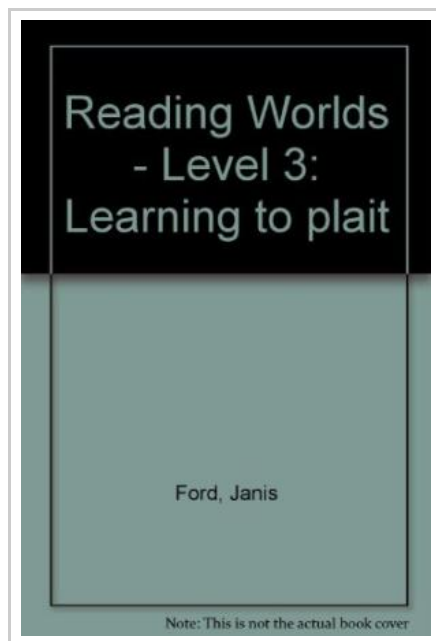 Reading Worlds
- Level 3:
Learning to plait
Ford, Janis
Note: This is not the actual book cover